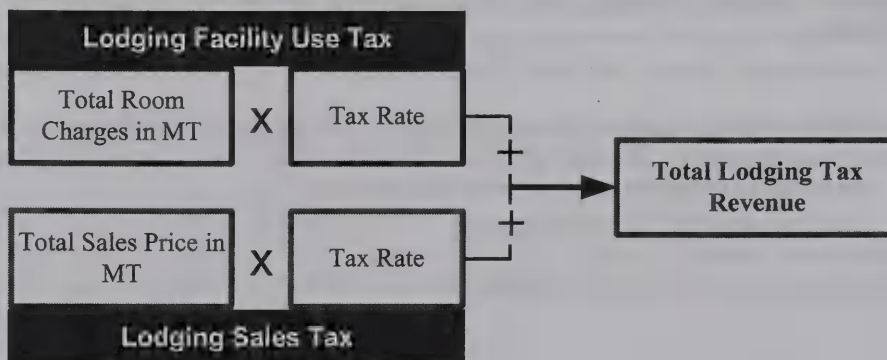 Lodging Facility Use Tax
Total Room
Charges in MT
X
Tax Rate
+
Total Lodging Tax
Revenue
+
Total Sales Price in
MT
X
Tax Rate
Lodging Sales Tax